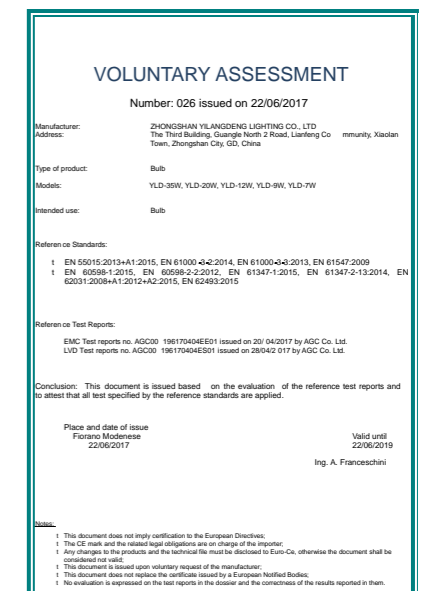 VOLUNTARY ASSESSMENT
Number: 026 issued on 22/06/2017
Manufacturer: ZHONGSHAN YILANGDENG LIGHTING CO., LTD
Address: The Third Building, Guangle North 2 Road, Lianfeng Co mmunity, Xiaolan
Town, Zhongshan City, GD, China
Type of product: Bulb
Models: YLD-35W, YLD-20W, YLD-12W, YLD-9W, YLD-7W
Intended use: Bulb
Referen ce Standards:
t EN 55015:2013+A1:2015, EN 61000-3-2:2014, EN 61000-3-3:2013, EN 61547:2009
t EN 60598-1:2015, EN 60598-2-2:2012, EN 61347-1:2015, EN 61347-2-13:2014, EN
62031:2008+A1:2012+A2:2015, EN 62493:2015
Referen ce Test Reports:
EMC Test reports no. AGC00 196170404EE01 issued on 20/ 04/2017 by AGC Co. Ltd.
LVD Test reports no. AGC00 196170404ES01 issued on 28/04/2 017 by AGC Co. Ltd.
Conclusion: This document is issued based on the evaluation of the reference test reports and
to attest that all test specified by the reference standards are applied.
Place and date of issue
Fiorano Modenese Valid until
22/06/2017 22/06/2019
Ing. A. Franceschini
Notes:
t This document does not imply certification to the European Directives;
t The CE mark and the related legal obligations are on charge of the importer;
t Any changes to the products and the technical file must be disclosed to Euro-Ce, otherwise the document shall be
considered not valid;
t This document is issued upon voluntary request of the manufacturer;
t This document does not replace the certificate issued by a European Notified Bodies;
t No evaluation is expressed on the test reports in the dossier and the correctness of the results reported in them.